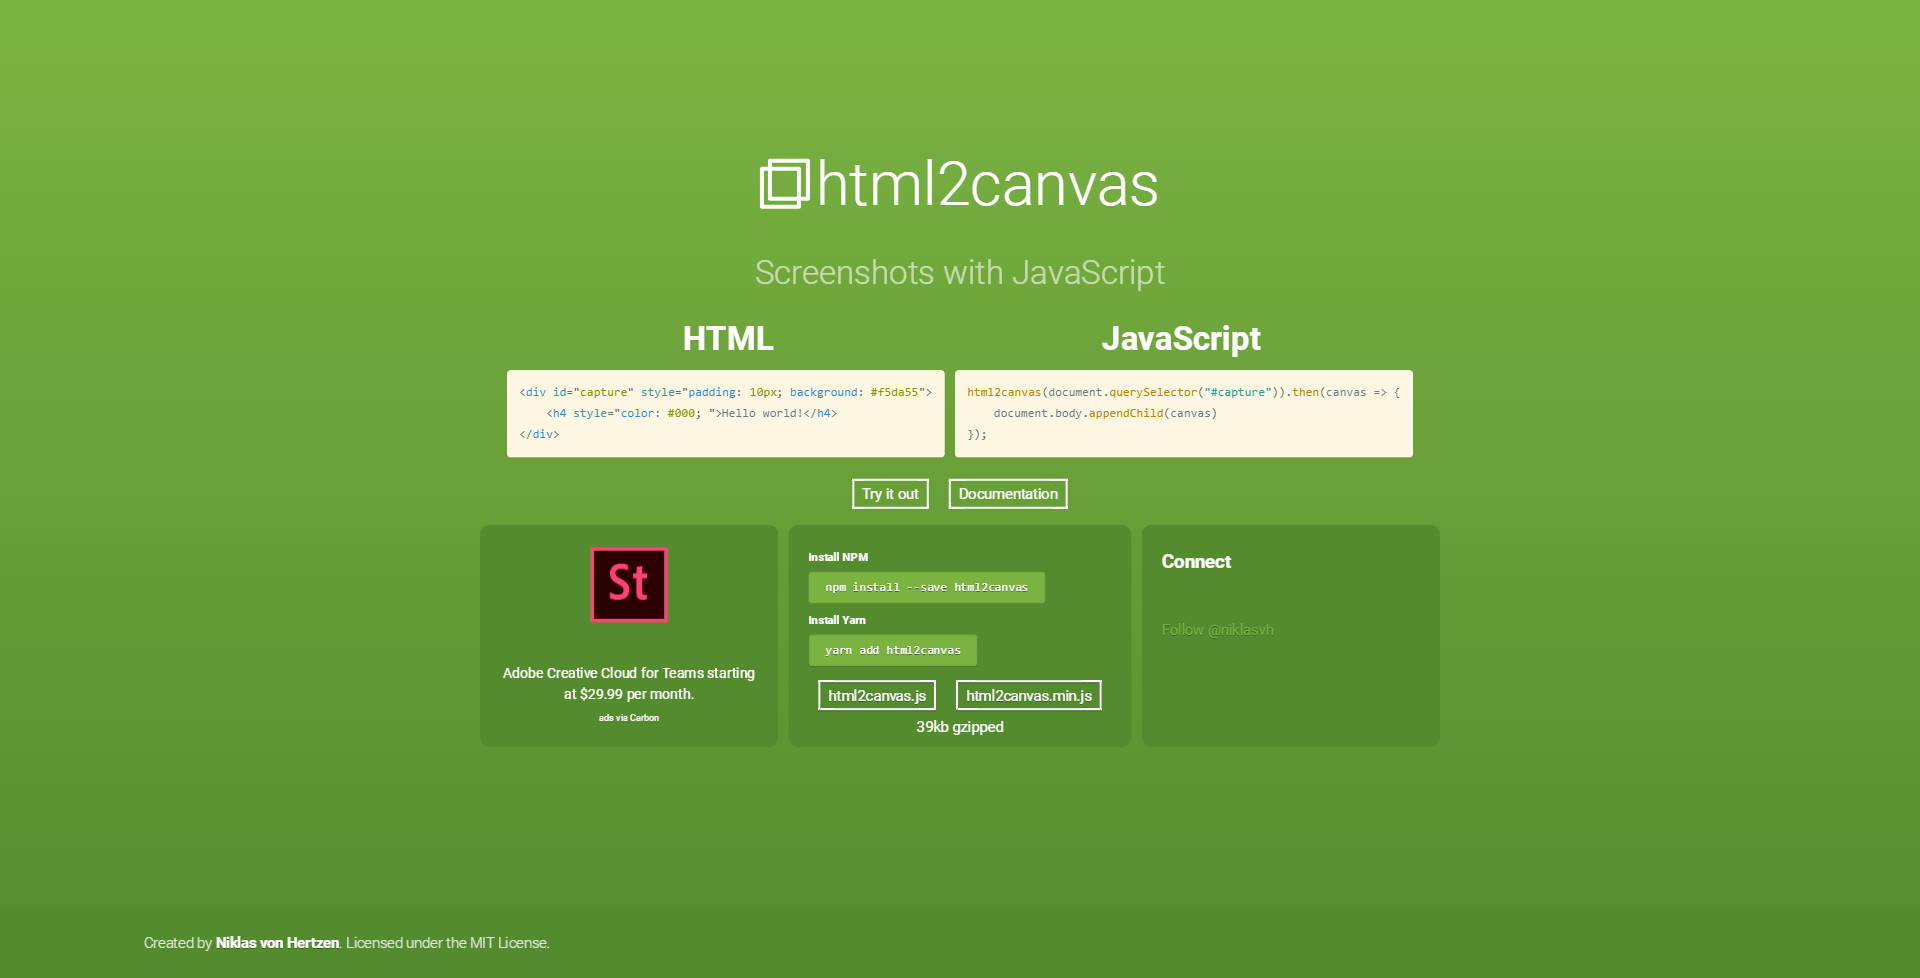 html2canvas
Screenshots with JavaScript
HTML
<div id="capture" style="padding: 10px; background: #f5da55">
    <h4 style="color: #000; ">Hello world!</h4>
</div>
JavaScript
html2canvas(document.querySelector("#capture")).then(canvas => {
    document.body.appendChild(canvas)
});
Try it out
Documentation
St
Adobe Creative Cloud for Teams starting
at $29.99 per month.
ads via Carbon
Install NPM
npm install --save html2canvas
Install Yarn
yarn add html2canvas
html2canvas.js
html2canvas.min.js
39kb gzipped
Connect
Follow @niklasvh
Created by Niklas von Hertzen. Licensed under the MIT License.